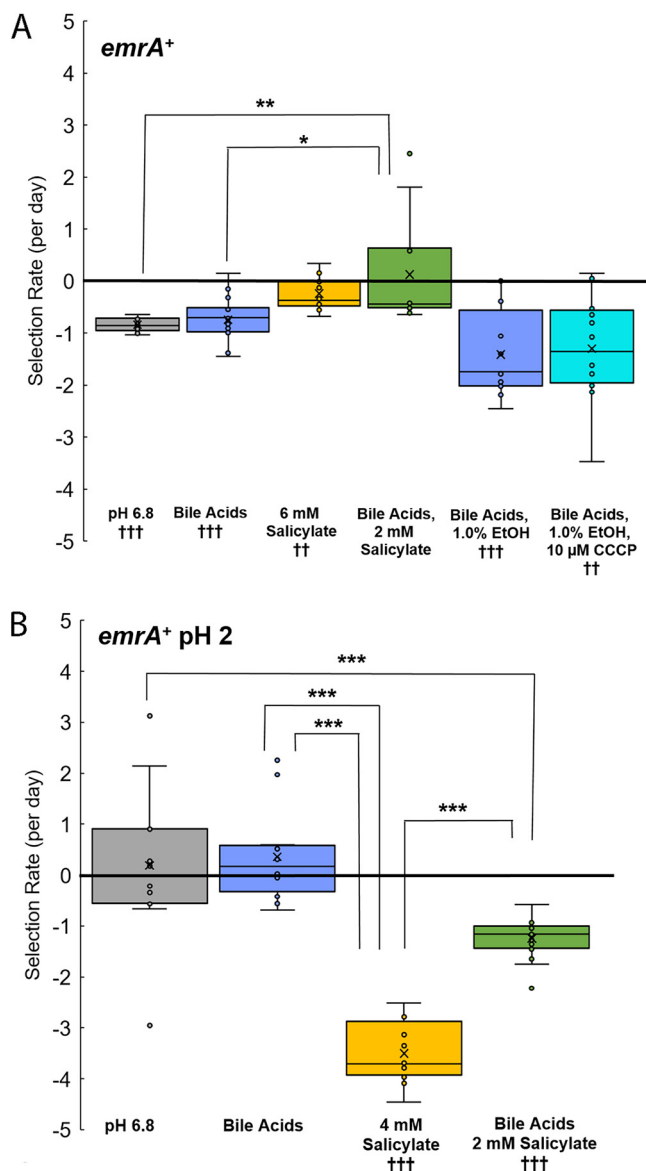 A
emrA+
**
*
5
4
3
2
1
0
-1
-2
-3
-4
-5
Selection Rate (per day)
pH 6.8
†††
Bile Acids
†††
6 mM
Salicylate
††
Bile Acids,
2 mM
Salicylate
Bile Acids,
1.0% EtOH
†††
Bile Acids,
1.0% EtOH,
10 µM CCCP
††
B
emrA+ pH 2
***
***
***
***
5
4
3
2
1
0
-1
-2
-3
-4
-5
Selection Rate (per day)
pH 6.8
Bile Acids
4 mM
Salicylate
†††
Bile Acids
2 mM Salicylate
†††